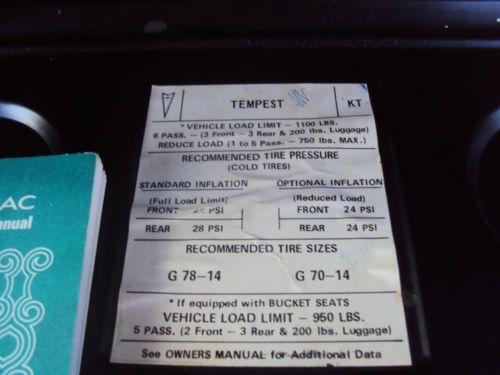 TEMPEST
KT
* VEHICLE LOAD LIMIT – 1100 LBS.
6 PASS. – (3 Front – 3 Rear & 200 lbs. Luggage)
REDUCE LOAD (1 to 5 Pass. – 750 lbs. MAX.)
RECOMMENDED TIRE PRESSURE
(COLD TIRES)
STANDARD INFLATION
OPTIONAL INFLATION
(Full Load Limit)
(Reduced Load)
FRONT PSI
FRONT 24 PSI
REAR 28 PSI
REAR 24 PSI
RECOMMENDED TIRE SIZES
G 78–14
G 70–14
* If equipped with BUCKET SEATS
VEHICLE LOAD LIMIT – 950 LBS.
5 PASS. (2 Front – 3 Rear & 200 lbs. Luggage)
See OWNERS MANUAL for Additional Data
AC
anual